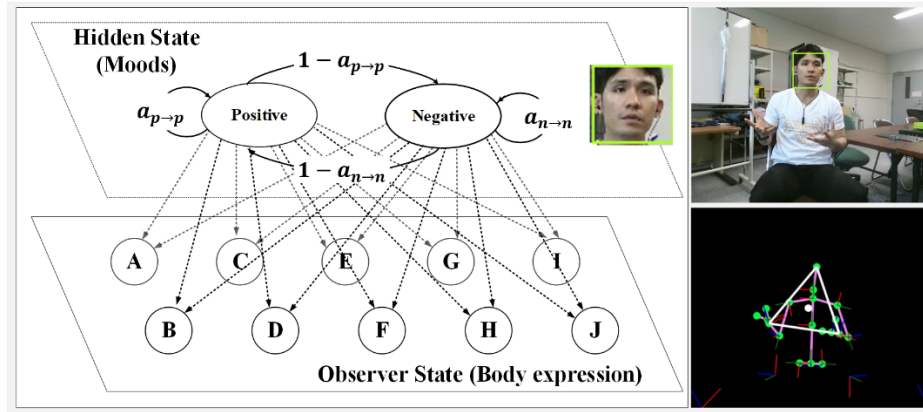 Hidden State
(Moods)
1 − a_{p→p}
a_{p→p}
Positive
Negative
a_{n→n}
1 − a_{n→n}
A
C
E
G
I
B
D
F
H
J
Observer State (Body expression)